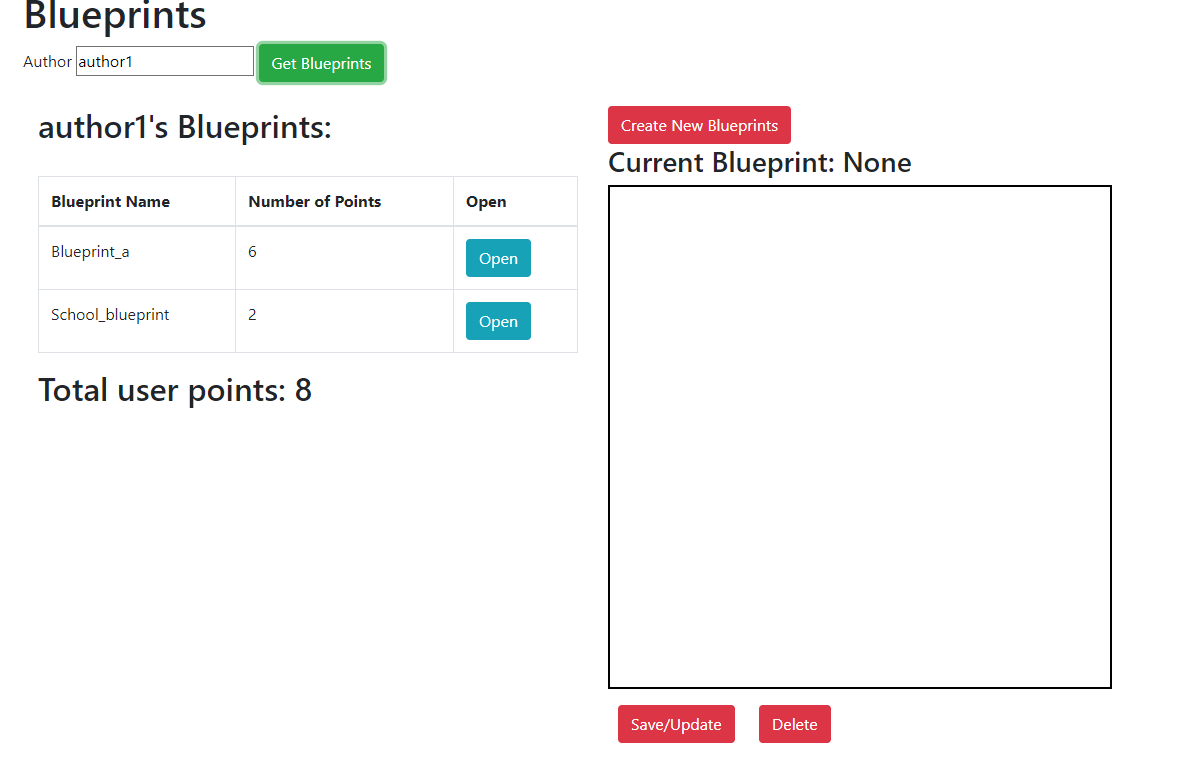 Blueprints
Author author1 Get Blueprints
author1's Blueprints:
Blueprint Name Number of Points Open
Blueprint_a 6 Open
School_blueprint 2 Open
Total user points: 8
Create New Blueprints
Current Blueprint: None
Save/Update Delete